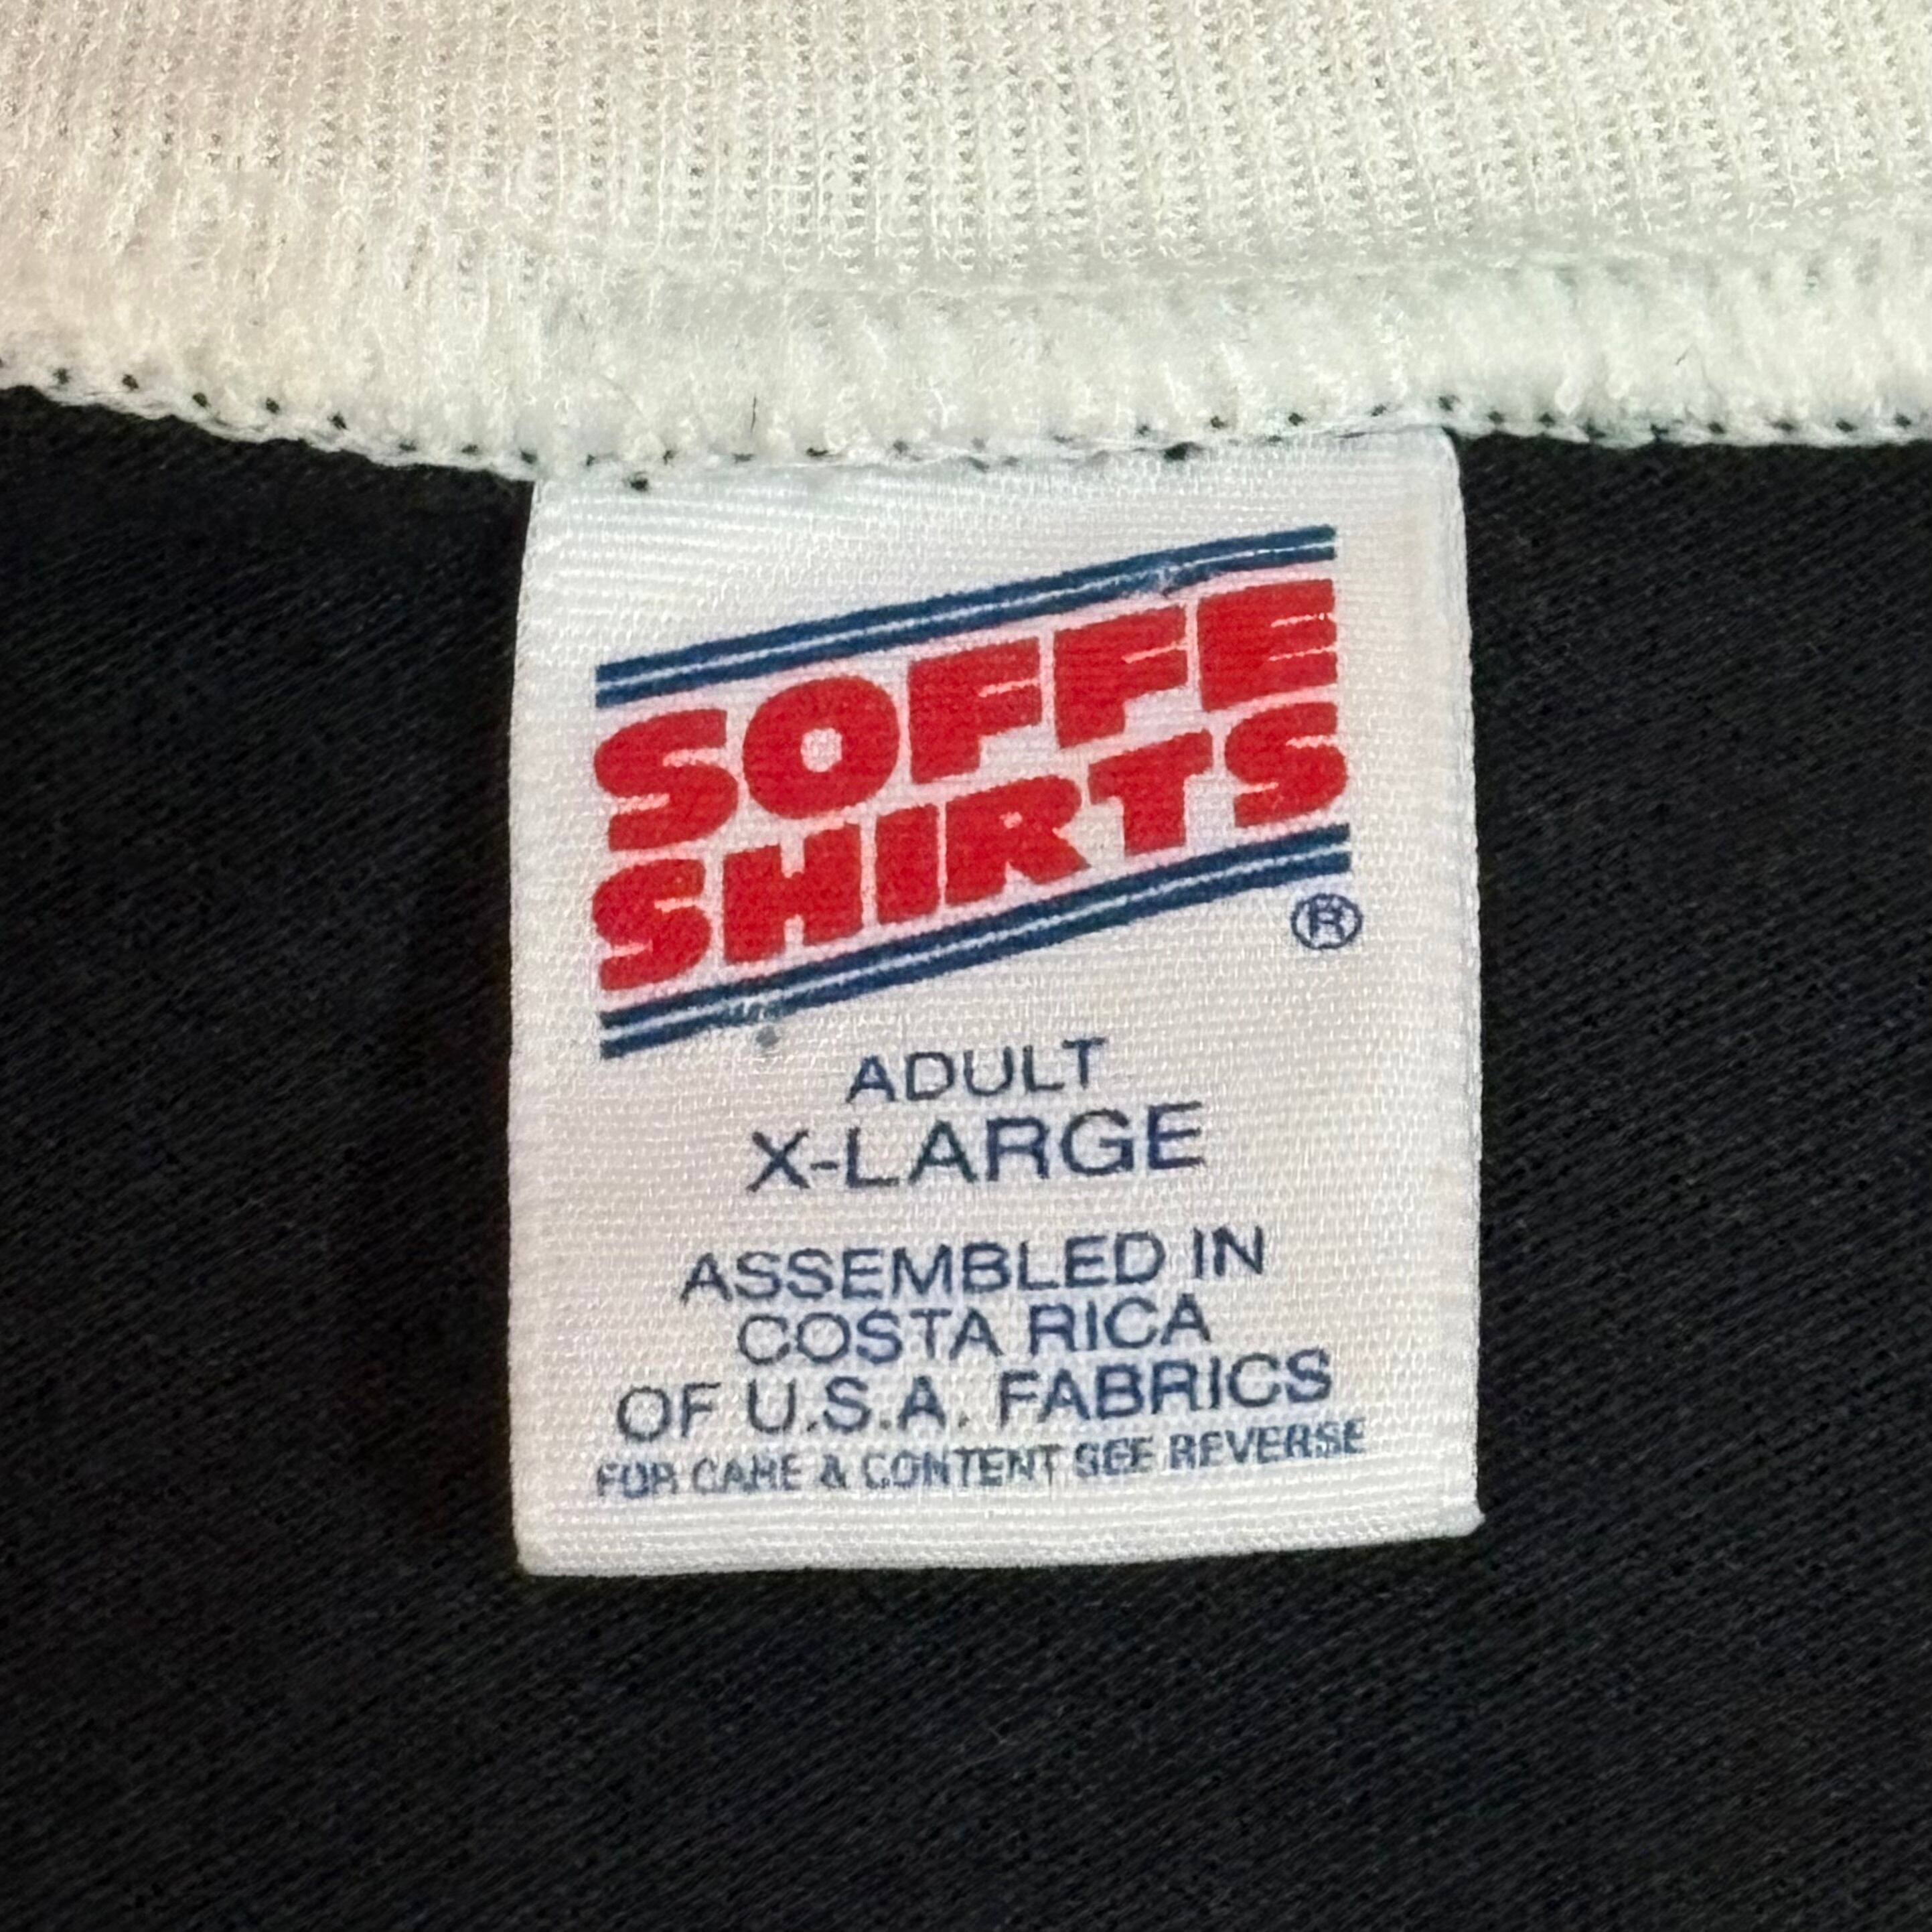 SOFFE
SHIRTS
®
ADULT
X-LARGE
ASSEMBLED IN
COSTA RICA
OF U.S.A. FABRICS
FOR CARE & CONTENT SEE REVERSE